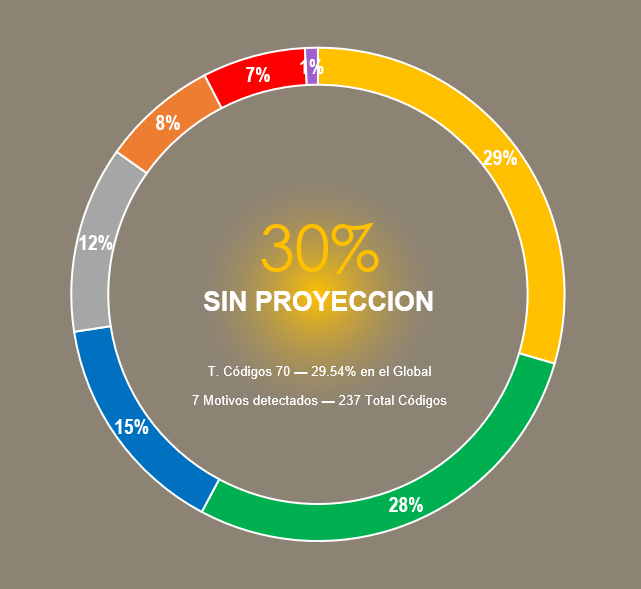 7%
1%
8%
29%
12%
30%
SIN PROYECCION
T. Códigos 70 — 29.54% en el Global
7 Motivos detectados — 237 Total Códigos
15%
28%